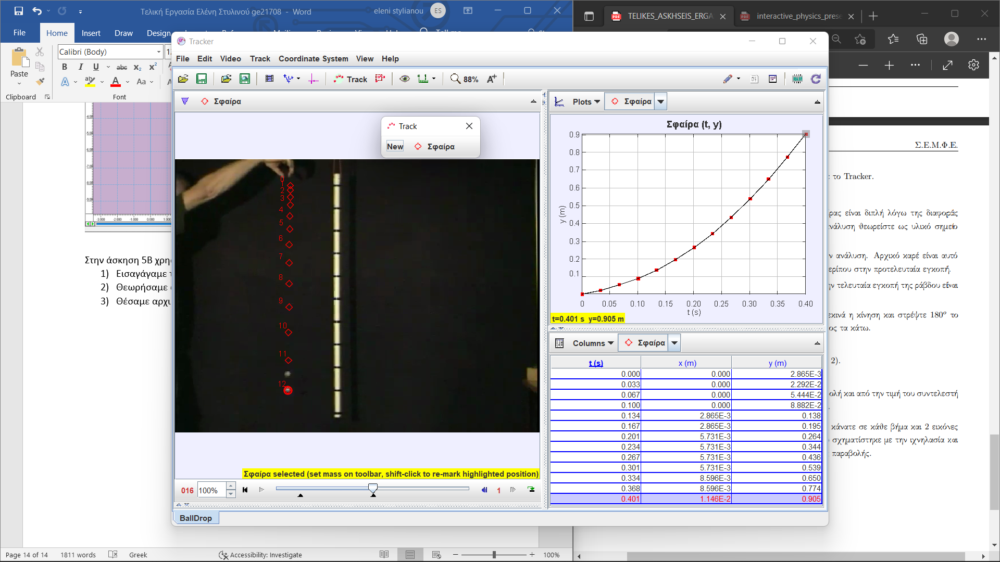 Τελική Εργασία Ελένη Στυλινού ge21708 - Word
eleni stylianou
ES
File
Home
Insert
Draw
Design
Calibri (Body)
Paste
Clipboard
Font
Στην άσκηση 5Β
1) Εισαγάγαμε
2) Θεωρήσαμε
3) Θέσαμε
Page 14 of 14
1811 words
Greek
Accessibility: Investigate
100%
Tracker
File Edit Video Track Coordinate System View Help
Track
88%
Σφαίρα
Track
New
Σφαίρα
0
1
2
3
4
5
6
7
8
9
10
11
12
Σφαίρα selected (set mass on toolbar, shift-click to re-mark highlighted position)
016
100%
1
BallDrop
Plots
Σφαίρα
Σφαίρα (t, y)
y (m)
0.9
0.8
0.7
0.6
0.5
0.4
0.3
0.2
0.1
0 0.05 0.10 0.15 0.20 0.25 0.30 0.35 0.40
t (s)
t=0.401 s y=0.905 m
Columns
Σφαίρα
t (s) x (m) y (m)
0.000 0.000 2.865E-3
0.033 0.000 2.292E-2
0.067 0.000 5.444E-2
0.100 0.000 8.882E-2
0.134 2.865E-3 0.138
0.167 2.865E-3 0.195
0.201 5.731E-3 0.264
0.234 5.731E-3 0.344
0.267 5.731E-3 0.436
0.301 5.731E-3 0.539
0.334 8.596E-3 0.650
0.368 8.596E-3 0.774
0.401 1.146E-2 0.905
TELIKES_ASKHSEIS_ERGA
interactive_physics_prese
Σ.Ε.Μ.Φ.Ε.
το Tracker.
είναι διπλή λόγω της διαφοράς
θεωρείστε ως υλικό σημείο
ανάλυση. Αρχικό καρέ είναι αυτό
στην προτελευταία εγκοπή.
τελευταία εγκοπή της ράβδου είναι
η κίνηση και στρέψτε 180° το
τα κάτω.
2).
και από την τιμή του συντελεστή
κάνατε σε κάθε βήμα και 2 εικόνες
σχηματίστηκε με την ιχνηλασία και
παραβολής.